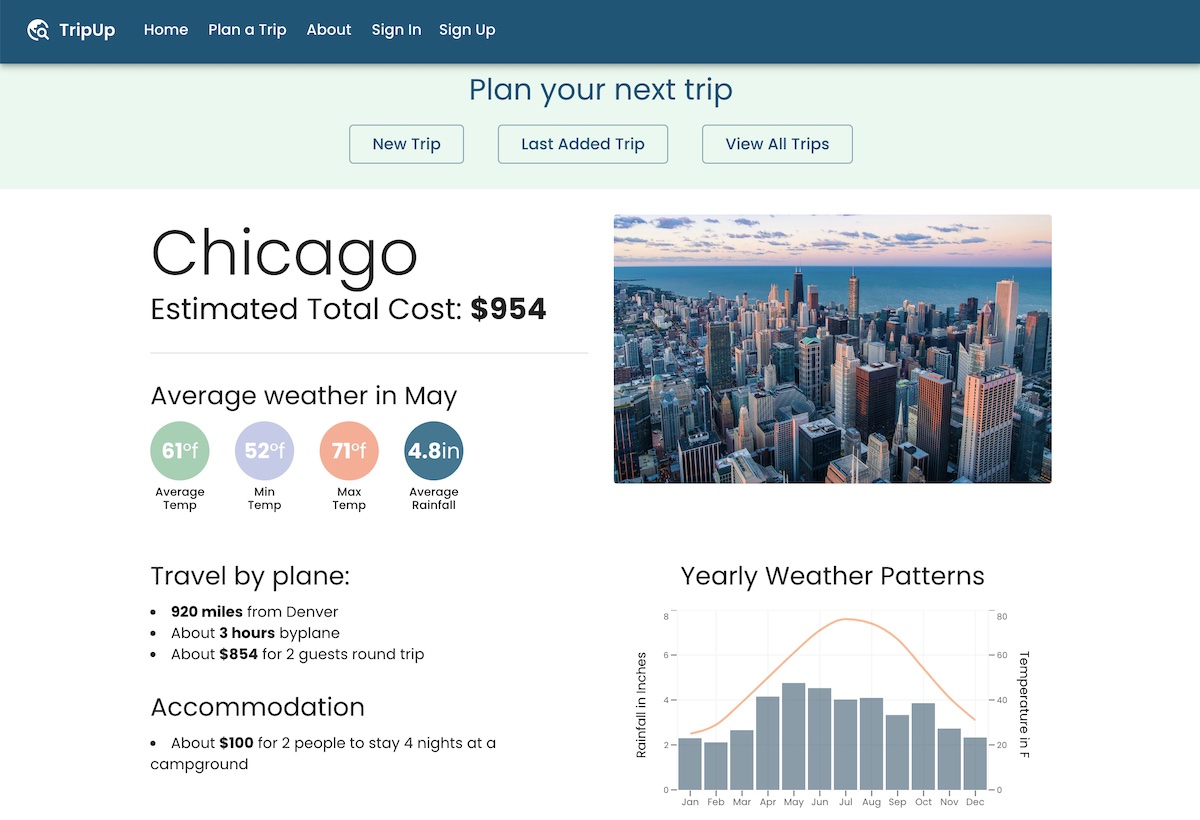 TripUp Home Plan a Trip About Sign In Sign Up
Plan your next trip
New Trip Last Added Trip View All Trips
Chicago
Estimated Total Cost: $954
Average weather in May
61°f 52°f 71°f 4.8in
Average Temp
Min Temp
Max Temp
Average Rainfall
Travel by plane:
• 920 miles from Denver
• About 3 hours byplane
• About $854 for 2 guests round trip
Accommodation
• About $100 for 2 people to stay 4 nights at a
campground
Yearly Weather Patterns
Rainfall in Inches
8
6
4
2
0
80
60
40
20
0
Temperature in F
Jan Feb Mar Apr May Jun Jul Aug Sep Oct Nov Dec